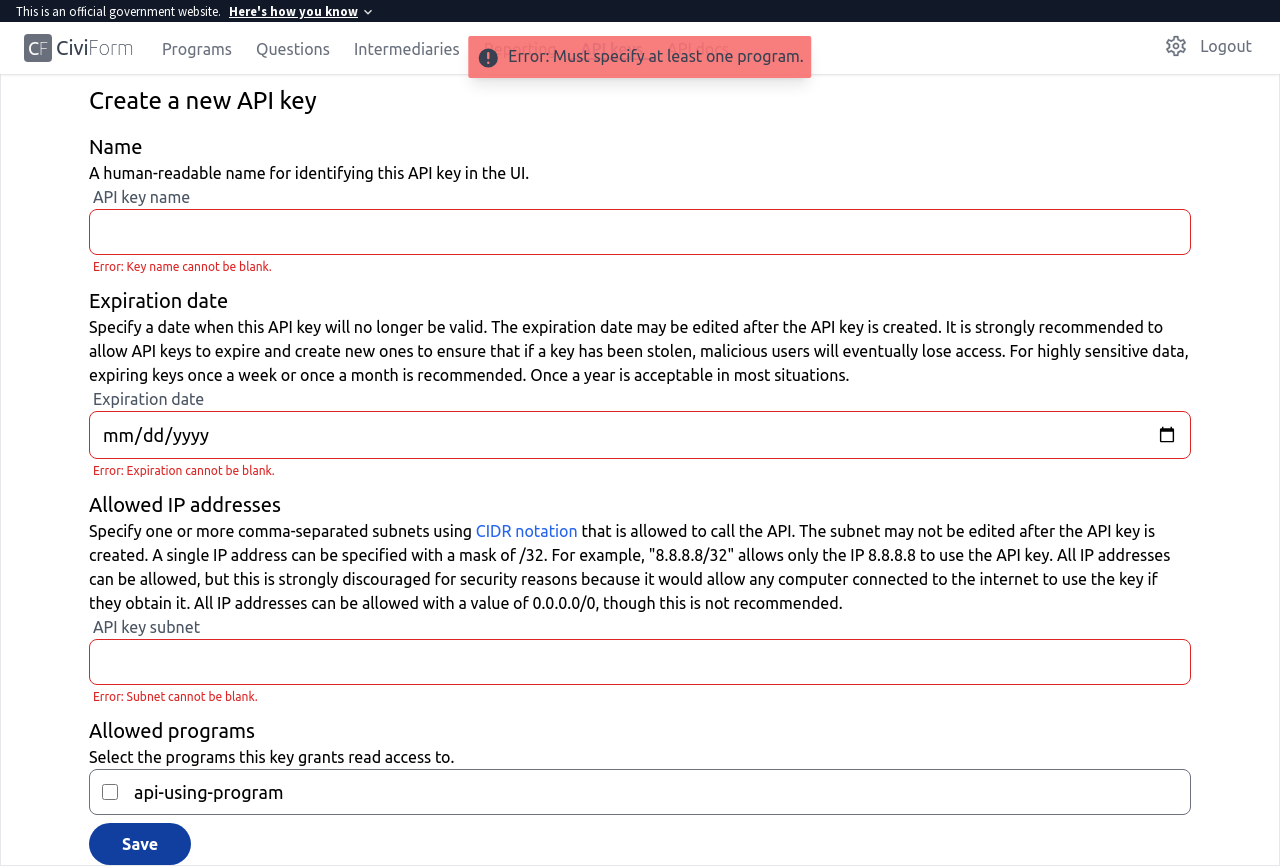 This is an official government website. Here's how you know
CF CiviForm Programs Questions Intermediaries Reporting API keys API docs Logout
Error: Must specify at least one program.
Create a new API key
Name
A human-readable name for identifying this API key in the UI.
API key name
Error: Key name cannot be blank.
Expiration date
Specify a date when this API key will no longer be valid. The expiration date may be edited after the API key is created. It is strongly recommended to
allow API keys to expire and create new ones to ensure that if a key has been stolen, malicious users will eventually lose access. For highly sensitive data,
expiring keys once a week or once a month is recommended. Once a year is acceptable in most situations.
Expiration date
mm/dd/yyyy
Error: Expiration cannot be blank.
Allowed IP addresses
Specify one or more comma-separated subnets using CIDR notation that is allowed to call the API. The subnet may not be edited after the API key is
created. A single IP address can be specified with a mask of /32. For example, "8.8.8.8/32" allows only the IP 8.8.8.8 to use the API key. All IP addresses
can be allowed, but this is strongly discouraged for security reasons because it would allow any computer connected to the internet to use the key if
they obtain it. All IP addresses can be allowed with a value of 0.0.0.0/0, though this is not recommended.
API key subnet
Error: Subnet cannot be blank.
Allowed programs
Select the programs this key grants read access to.
api-using-program
Save